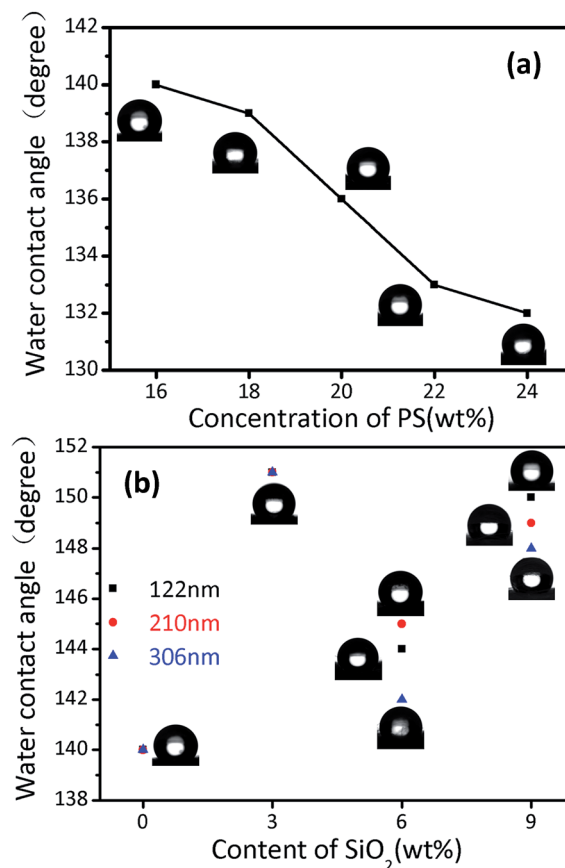 (a)
Water contact angle (degree)
142
140
138
136
134
132
130
16 18 20 22 24
Concentration of PS(wt%)
(b)
Water contact angle (degree)
152
150
148
146
144
142
140
138
122nm
210nm
306nm
0 3 6 9
Content of SiO₂(wt%)